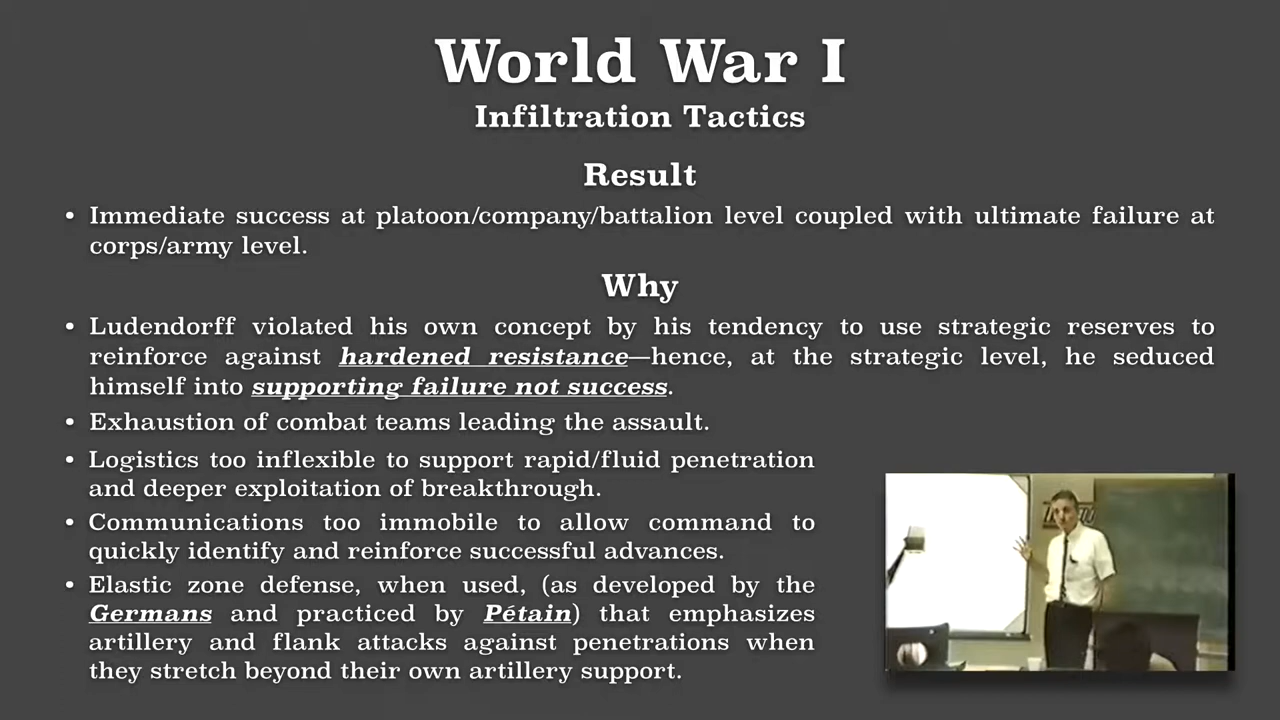 World War I
Infiltration Tactics
Result
• Immediate success at platoon/company/battalion level coupled with ultimate failure at
corps/army level.
Why
• Ludendorff violated his own concept by his tendency to use strategic reserves to
reinforce against hardened resistance—hence, at the strategic level, he seduced
himself into supporting failure not success.
• Exhaustion of combat teams leading the assault.
• Logistics too inflexible to support rapid/fluid penetration
and deeper exploitation of breakthrough.
• Communications too immobile to allow command to
quickly identify and reinforce successful advances.
• Elastic zone defense, when used, (as developed by the
Germans and practiced by Pétain) that emphasizes
artillery and flank attacks against penetrations when
they stretch beyond their own artillery support.